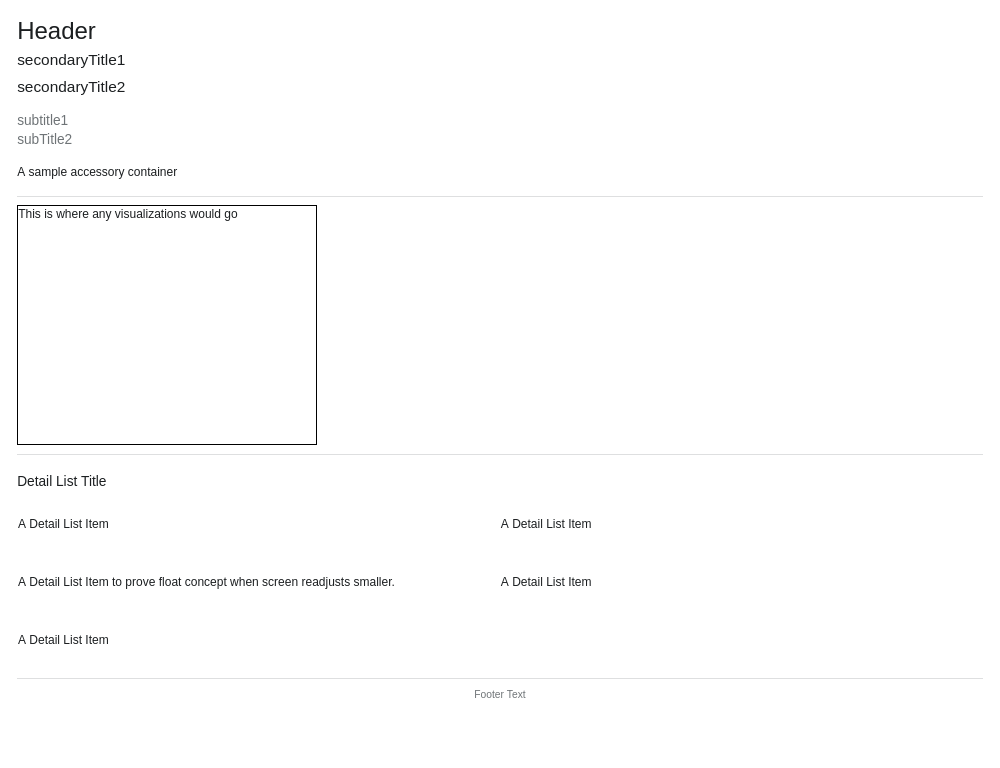 Header
secondaryTitle1
secondaryTitle2
subtitle1
subTitle2
A sample accessory container
This is where any visualizations would go
Detail List Title
A Detail List Item
A Detail List Item
A Detail List Item to prove float concept when screen readjusts smaller.
A Detail List Item
A Detail List Item
Footer Text